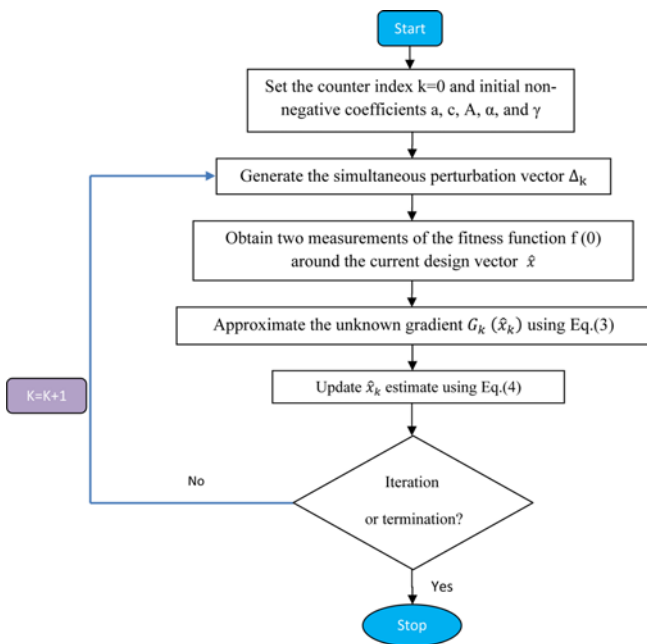 Start
Set the counter index k=0 and initial non-
negative coefficients a, c, A, α, and γ
Generate the simultaneous perturbation vector Δₖ
Obtain two measurements of the fitness function f (0)
around the current design vector x̂
Approximate the unknown gradient Gₖ (x̂ₖ) using Eq.(3)
Update x̂ₖ estimate using Eq.(4)
K=K+1
Iteration
or termination?
No
Yes
Stop